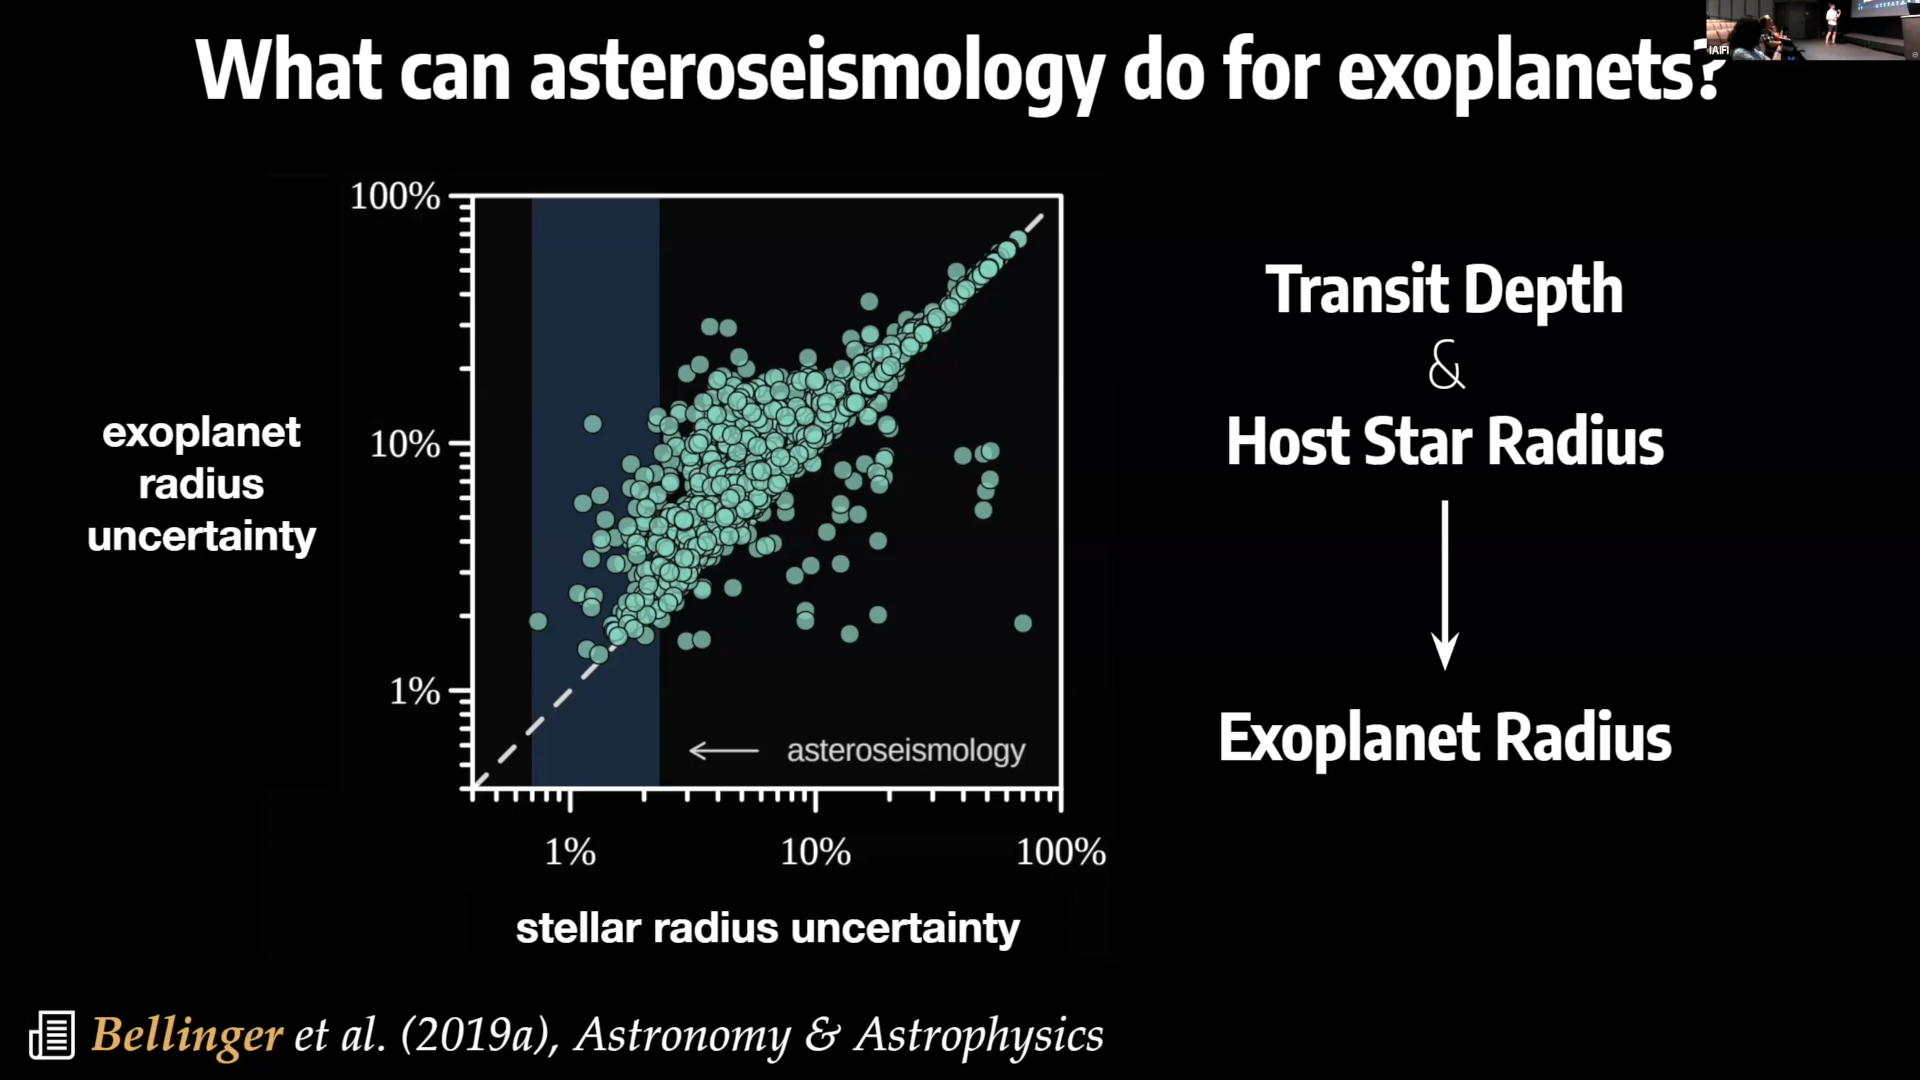 What can asteroseismology do for exoplanets?
IAIFI
100%
10%
1%
exoplanet
radius
uncertainty
asteroseismology
1%
10%
100%
stellar radius uncertainty
Transit Depth
&
Host Star Radius
Exoplanet Radius
Bellinger et al. (2019a), Astronomy & Astrophysics